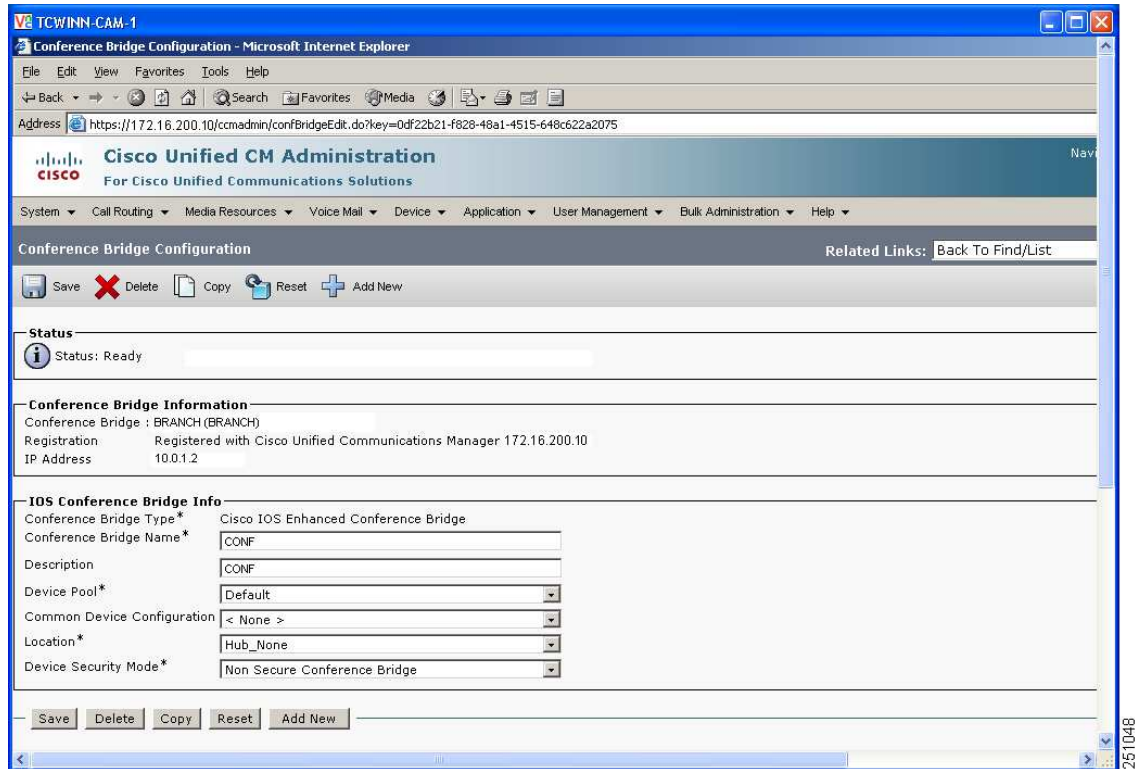 TCWINN-CAM-1
Conference Bridge Configuration - Microsoft Internet Explorer
File Edit View Favorites Tools Help
Back Search Favorites Media
Address https://172.16.200.10/ccmadmin/confBridgeEdit.do?key=0df22b21-f828-48a1-4515-648c622a2075
CISCO Cisco Unified CM Administration Navi
For Cisco Unified Communications Solutions
System Call Routing Media Resources Voice Mail Device Application User Management Bulk Administration Help
Conference Bridge Configuration Related Links: Back To Find/List
Save Delete Copy Reset Add New
Status
Status: Ready
Conference Bridge Information
Conference Bridge : BRANCH (BRANCH)
Registration Registered with Cisco Unified Communications Manager 172.16.200.10
IP Address 10.0.1.2
IOS Conference Bridge Info
Conference Bridge Type* Cisco IOS Enhanced Conference Bridge
Conference Bridge Name* CONF
Description CONF
Device Pool* Default
Common Device Configuration < None >
Location* Hub_None
Device Security Mode* Non Secure Conference Bridge
Save Delete Copy Reset Add New
251048